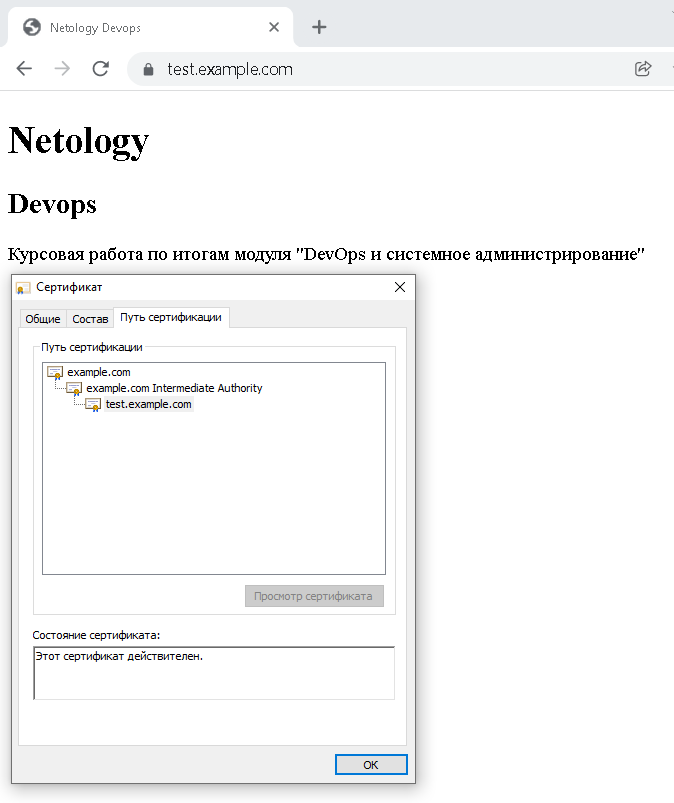 Netology Devops
test.example.com
Netology
Devops
Курсовая работа по итогам модуля "DevOps и системное администрирование"
Сертификат
Общие Состав Путь сертификации
Путь сертификации
example.com
example.com Intermediate Authority
test.example.com
Просмотр сертификата
Состояние сертификата:
Этот сертификат действителен.
OK